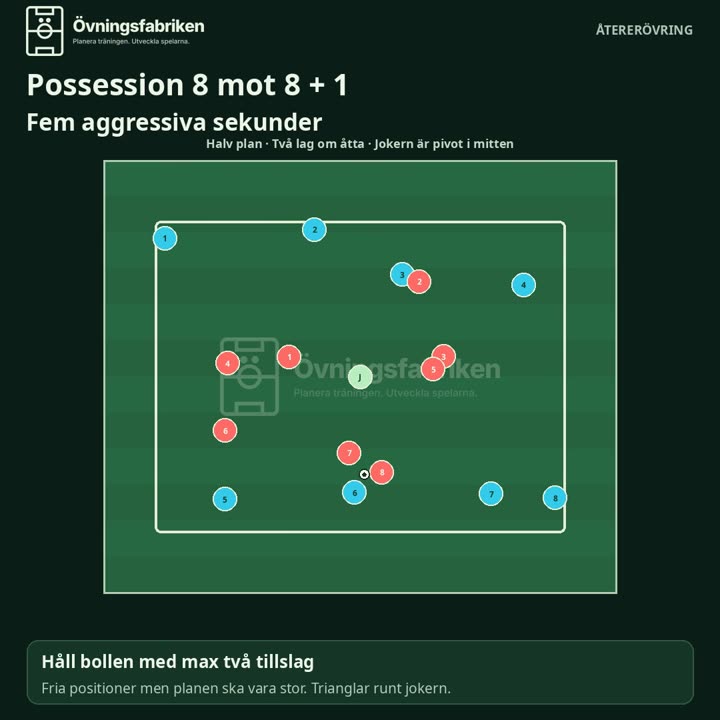 Övningsfabriken
Planera träningen. Utveckla spelarna.
ÅTERERÖVRING
Possession 8 mot 8 + 1
Fem aggressiva sekunder
Halv plan · Två lag om åtta · Jokern är pivot i mitten
1
2
3
2
4
4
1
3
5
J
Övningsfabriken
Planera träningen. Utveckla spelarna.
6
7
8
5
6
7
8
Håll bollen med max två tillslag
Fria positioner men planen ska vara stor. Trianglar runt jokern.